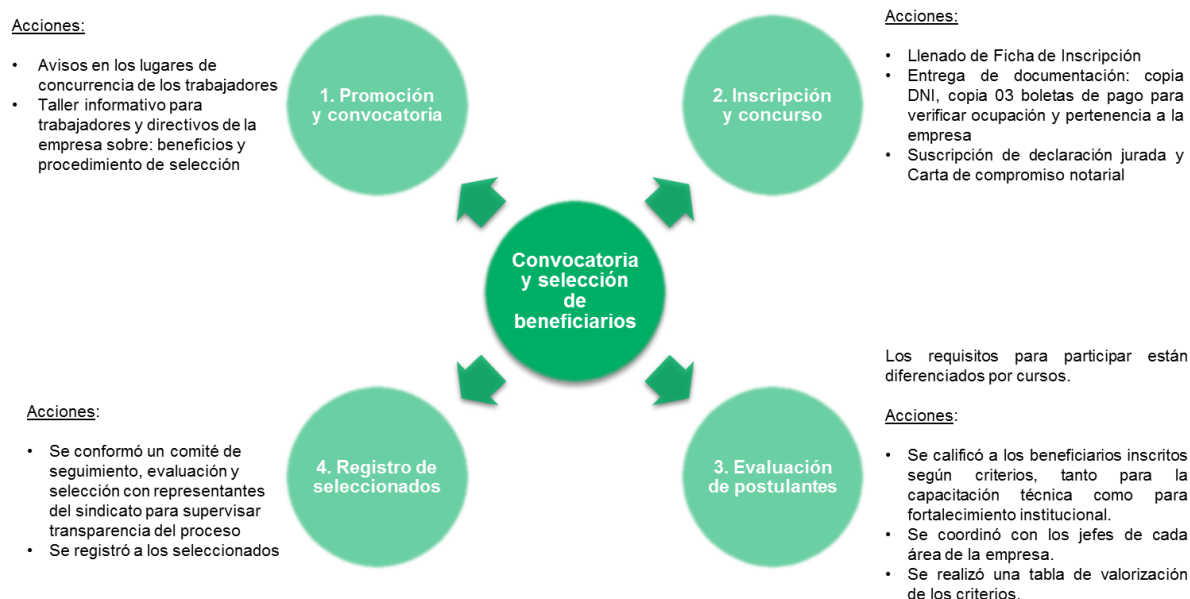 Acciones:
• Avisos en los lugares de
concurrencia de los trabajadores
• Taller informativo para
trabajadores y directivos de la
empresa sobre: beneficios y
procedimiento de selección
1. Promoción
y convocatoria
2. Inscripción
y concurso
Acciones:
• Llenado de Ficha de Inscripción
• Entrega de documentación: copia
DNI, copia 03 boletas de pago para
verificar ocupación y pertenencia a la
empresa
• Suscripción de declaración jurada y
Carta de compromiso notarial
Convocatoria
y selección
de
beneficiarios
Acciones:
• Se conformó un comité de
seguimiento, evaluación y
selección con representantes
del sindicato para supervisar
transparencia del proceso
• Se registró a los seleccionados
4. Registro de
seleccionados
3. Evaluación
de postulantes
Los requisitos para participar están
diferenciados por cursos.
Acciones:
• Se calificó a los beneficiarios inscritos
según criterios, tanto para la
capacitación técnica como para
fortalecimiento institucional.
• Se coordinó con los jefes de cada
área de la empresa.
• Se realizó una tabla de valorización
de los criterios.